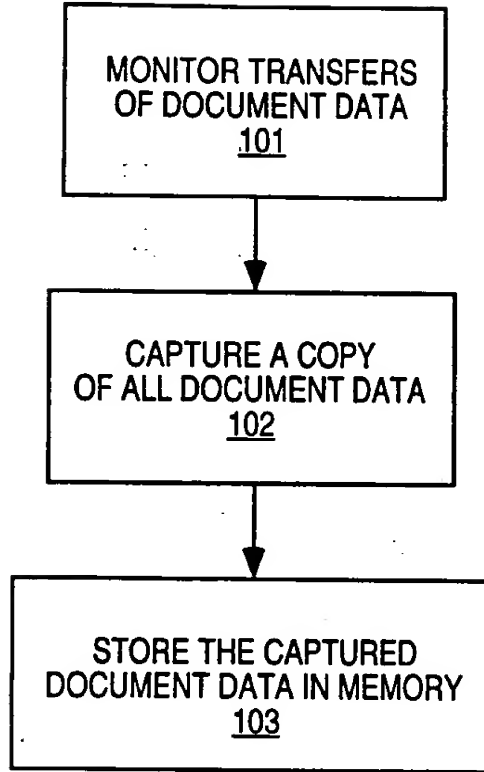 MONITOR TRANSFERS
OF DOCUMENT DATA
101
CAPTURE A COPY
OF ALL DOCUMENT DATA
102
STORE THE CAPTURED
DOCUMENT DATA IN MEMORY
103